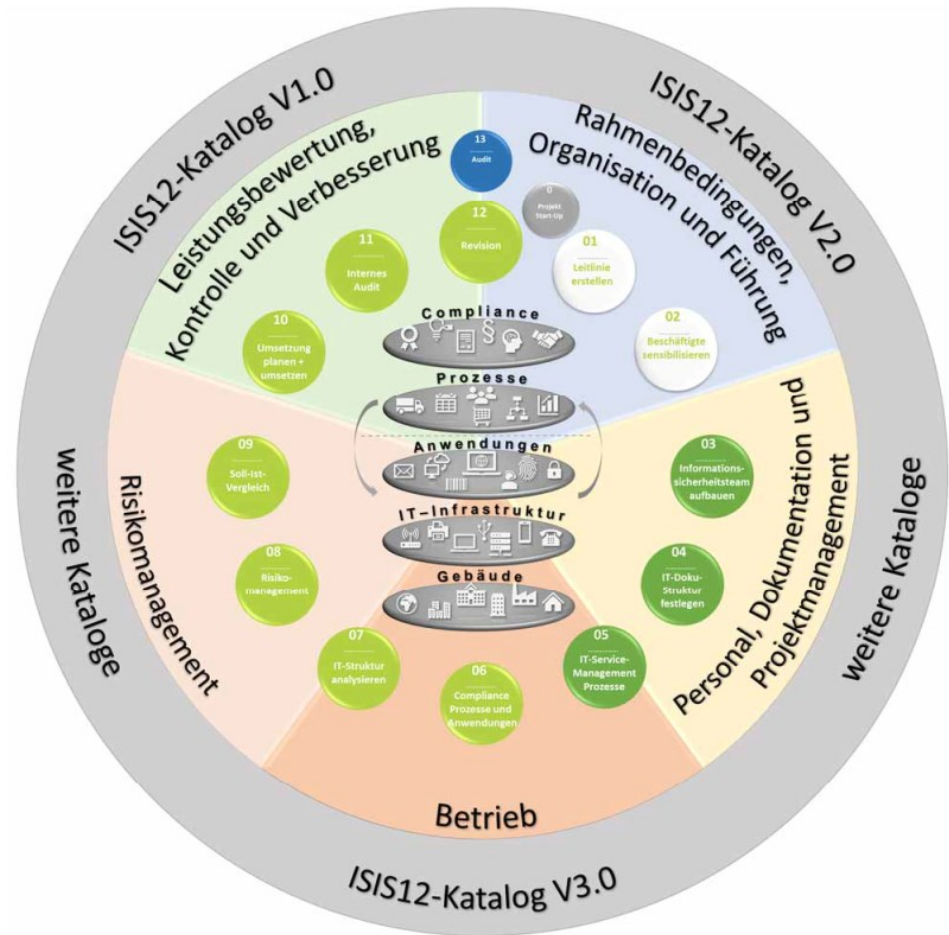 ISIS12-Katalog V1.0
ISIS12-Katalog V2.0
weitere Kataloge
ISIS12-Katalog V3.0
weitere Kataloge
Leistungsbewertung,
Kontrolle und Verbesserung
Rahmenbedingungen,
Organisation und Führung
Personal, Dokumentation und
Projektmanagement
Betrieb
Risikomanagement
13
Audit
0
Projekt
Start-Up
01
Leitlinie
erstellen
02
Beschäftigte
sensibilisieren
03
Informations-
sicherheitsteam
aufbauen
04
IT-Doku-
Struktur
festlegen
05
IT-Service-
Management
Prozesse
06
Compliance
Prozesse und
Anwendungen
07
IT-Struktur
analysieren
08
Risiko-
management
09
Soll-Ist-
Vergleich
10
Umsetzung
planen +
umsetzen
11
Internes
Audit
12
Revision
Compliance
§
Prozesse
Anwendungen
IT-Infrastruktur
Gebäude